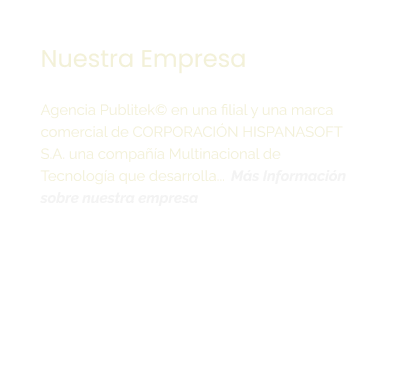 Nuestra Empresa
Agencia Publitek© en una filial y una marca
comercial de CORPORACIÓN HISPANASOFT
S.A. una compañía Multinacional de
Tecnología que desarrolla... Más Información
sobre nuestra empresa